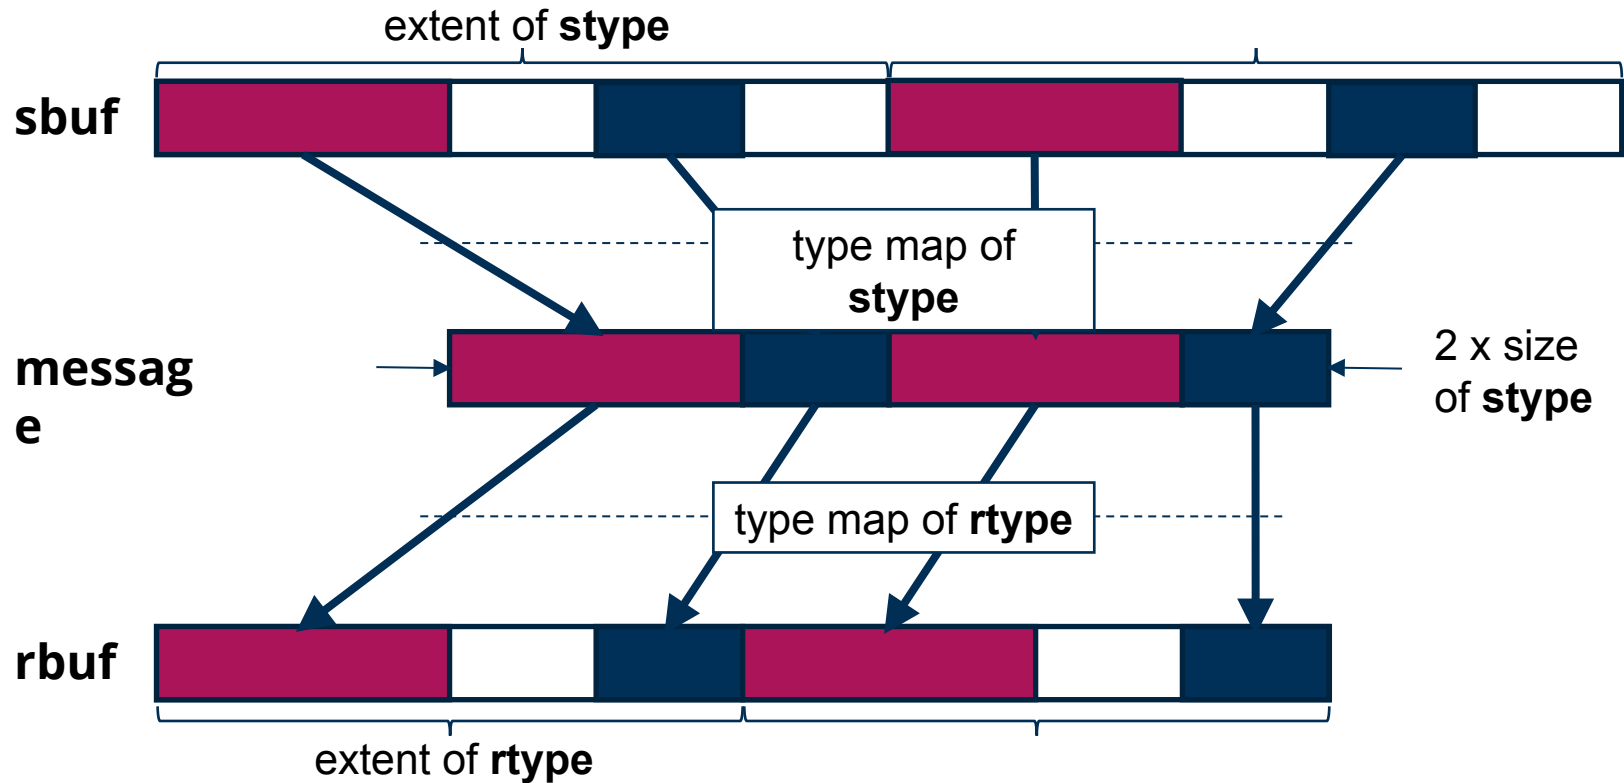 extent of stype
sbuf
type map of
stype
messag
e
2 x size
of stype
type map of rtype
rbuf
extent of rtype